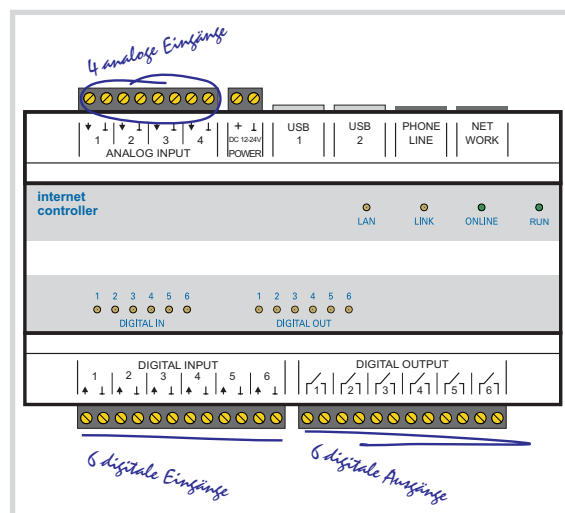 4 analoge Eingänge
+ ⊥ USB USB PHONE NET
1 2 3 4 DC 12-24V 1 2 LINE WORK
ANALOG INPUT POWER
internet
controller
LAN LINK ONLINE RUN
1 2 3 4 5 6 1 2 3 4 5 6
DIGITAL IN DIGITAL OUT
DIGITAL INPUT DIGITAL OUTPUT
1 2 3 4 5 6 1 2 3 4 5 6
6 digitale Eingänge 6 digitale Ausgänge